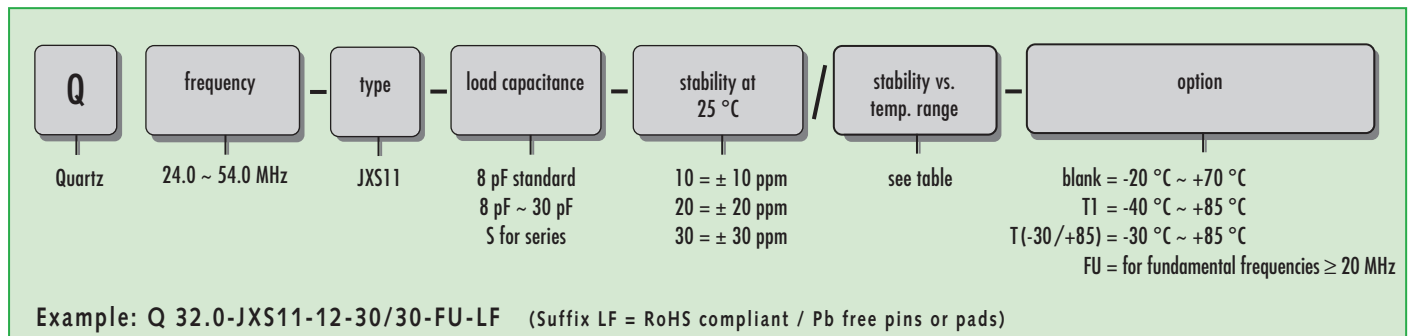 Q
frequency
–
type
–
load capacitance
–
stability at
25 °C
/
stability vs.
temp. range
–
option
Quartz
24.0 ~ 54.0 MHz
JXS11
8 pF standard
8 pF ~ 30 pF
S for series
10 = ± 10 ppm
20 = ± 20 ppm
30 = ± 30 ppm
see table
blank = -20 °C ~ +70 °C
T1 = -40 °C ~ +85 °C
T(-30/+85) = -30 °C ~ +85 °C
FU = for fundamental frequencies ≥ 20 MHz
Example: Q 32.0-JXS11-12-30/30-FU-LF (Suffix LF = RoHS compliant / Pb free pins or pads)